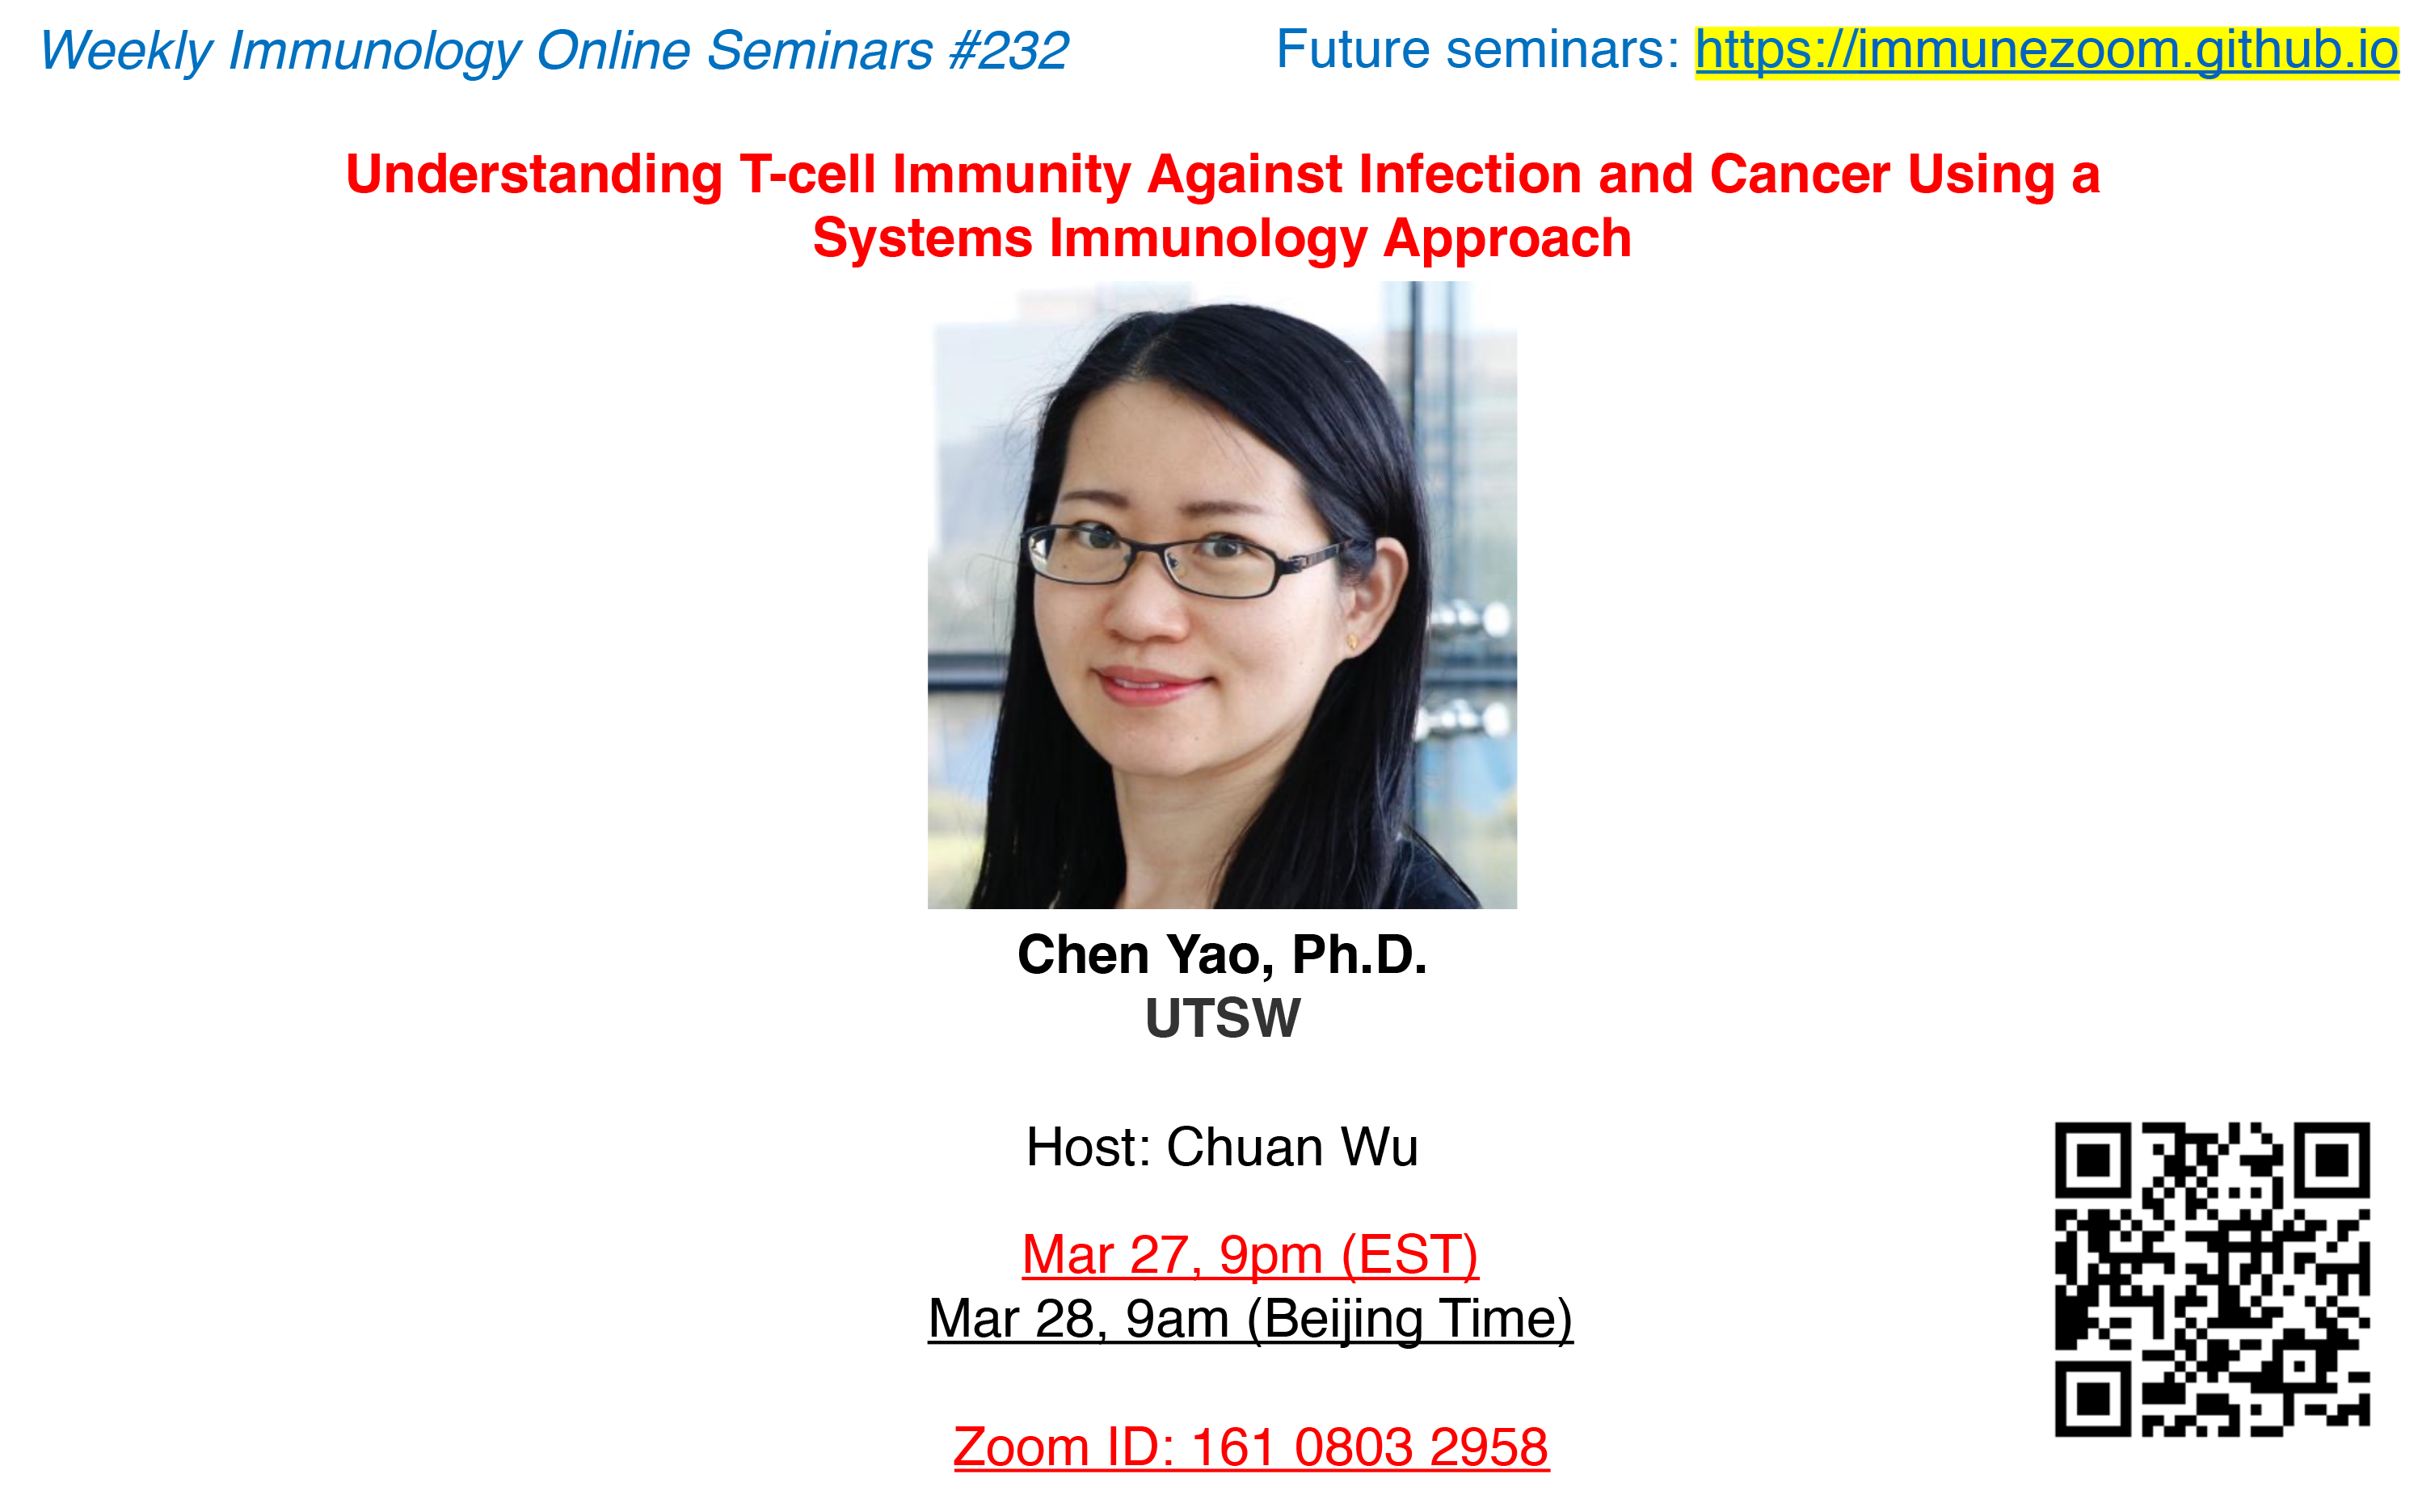 Weekly Immunology Online Seminars #232
Future seminars: https://immunezoom.github.io
Understanding T-cell Immunity Against Infection and Cancer Using a
Systems Immunology Approach
Chen Yao, Ph.D.
UTSW
Host: Chuan Wu
Mar 27, 9pm (EST)
Mar 28, 9am (Beijing Time)
Zoom ID: 161 0803 2958